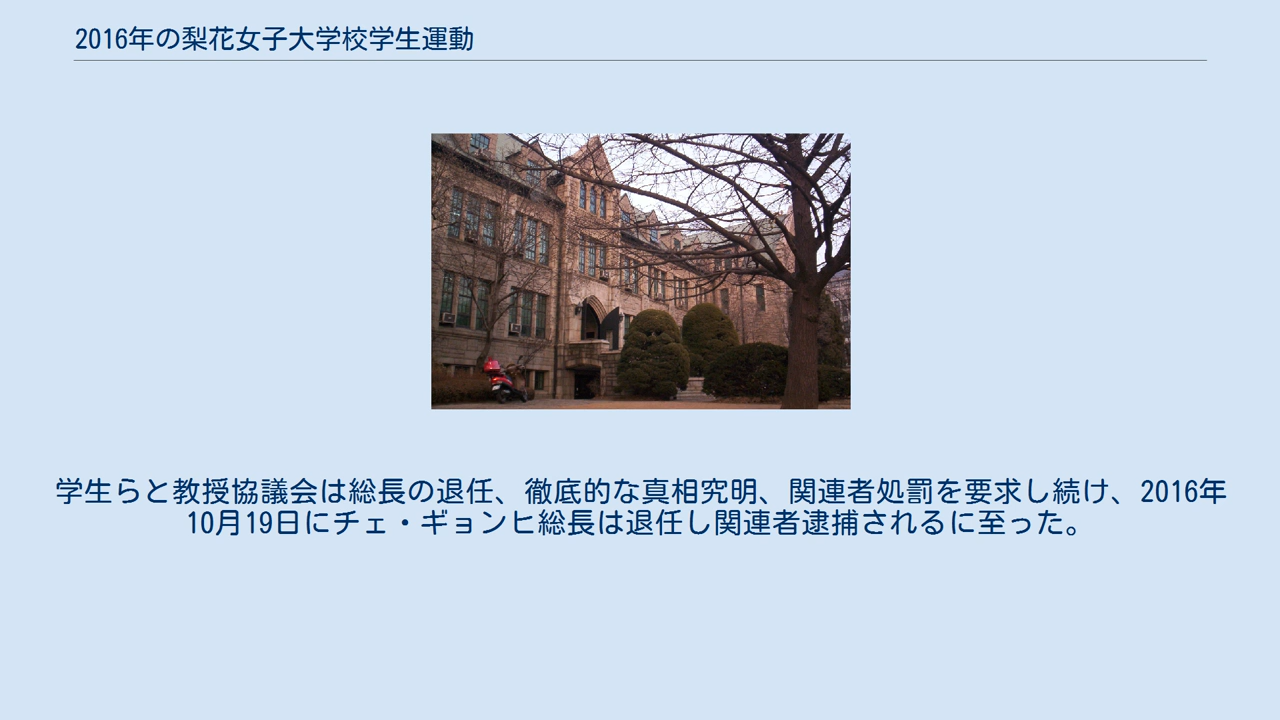 2016年の梨花女子大学校学生運動
学生らと教授協議会は総長の退任、徹底的な真相究明、関連者処罰を要求し続け、2016年
10月19日にチェ・ギョンヒ総長は退任し関連者逮捕されるに至った。